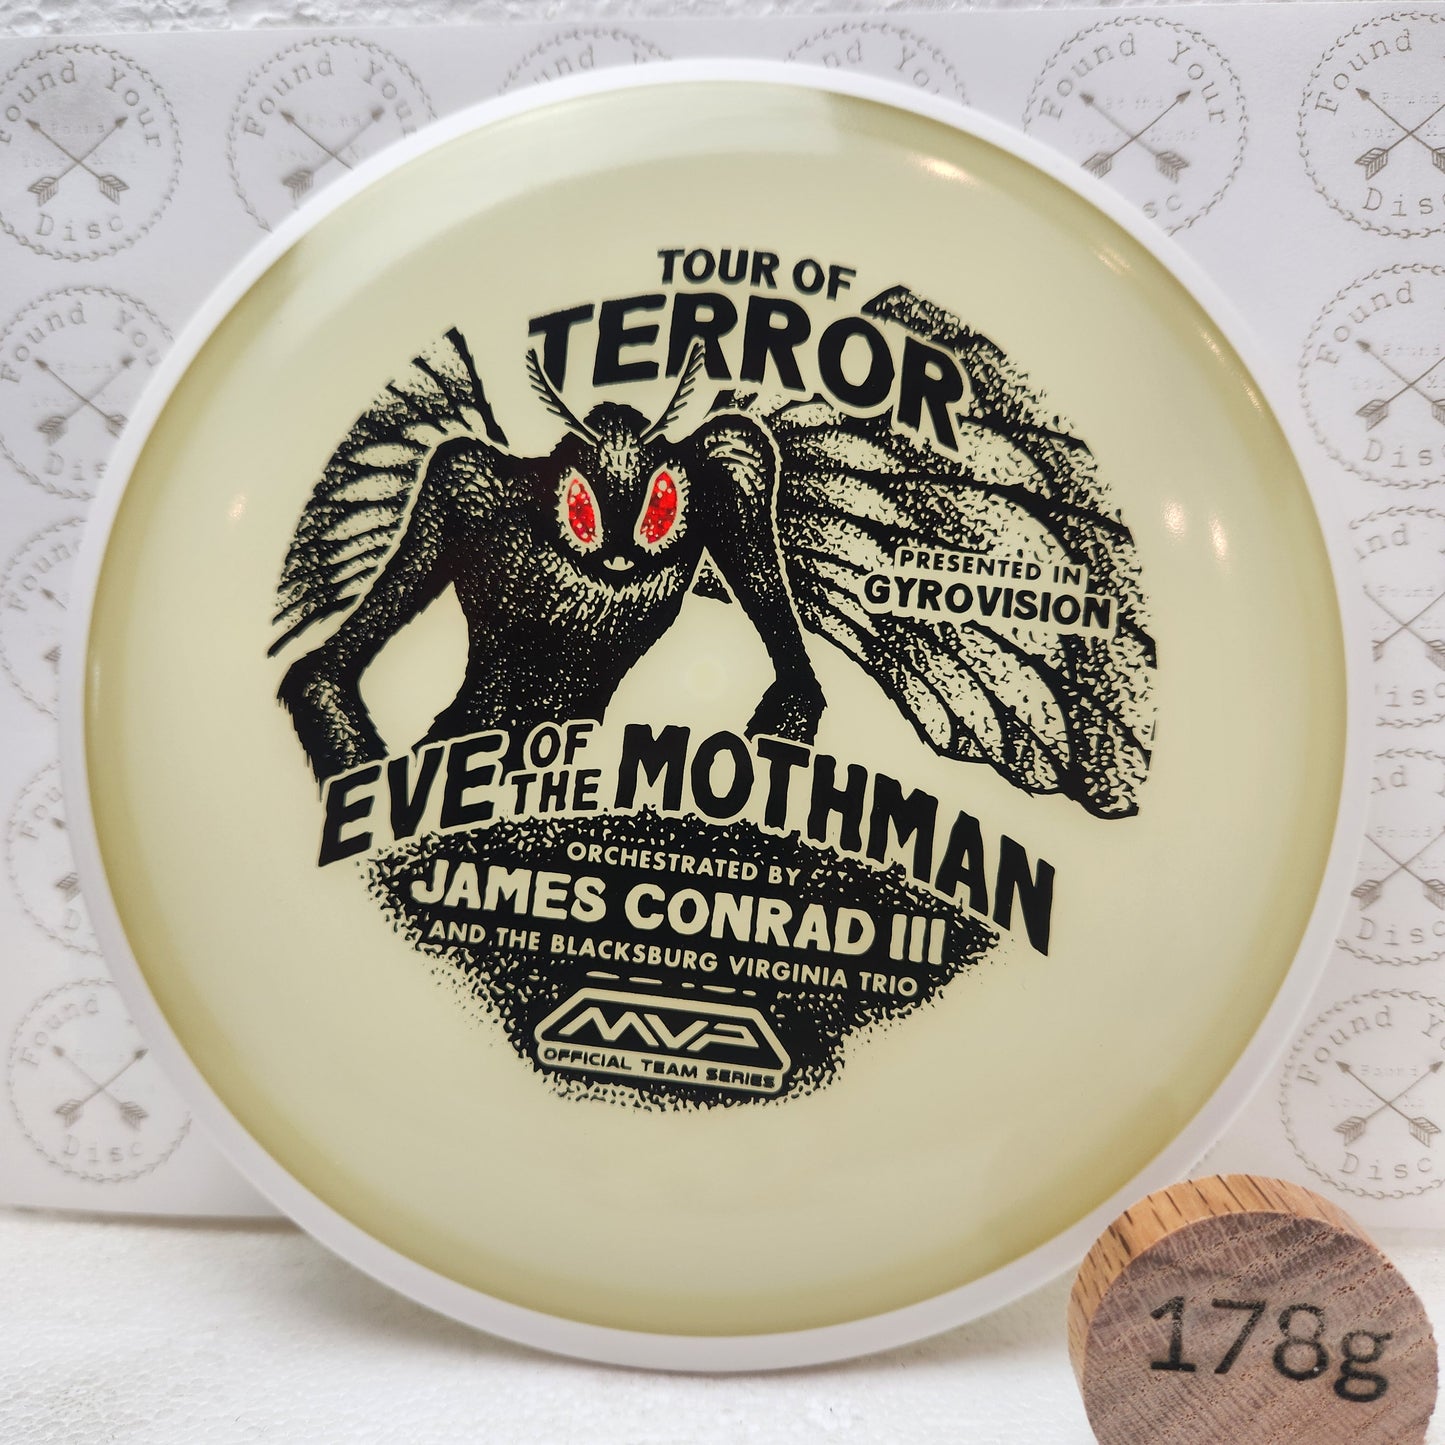 TOUR OF
TERROR
PRESENTED IN
GYROVISION
EVE OF THE MOTHMAN
ORCHESTRATED BY
JAMES CONRAD III
AND THE BLACKSBURG VIRGINIA TRIO
MVP
OFFICIAL TEAM SERIES
178g
Found Your
Disc